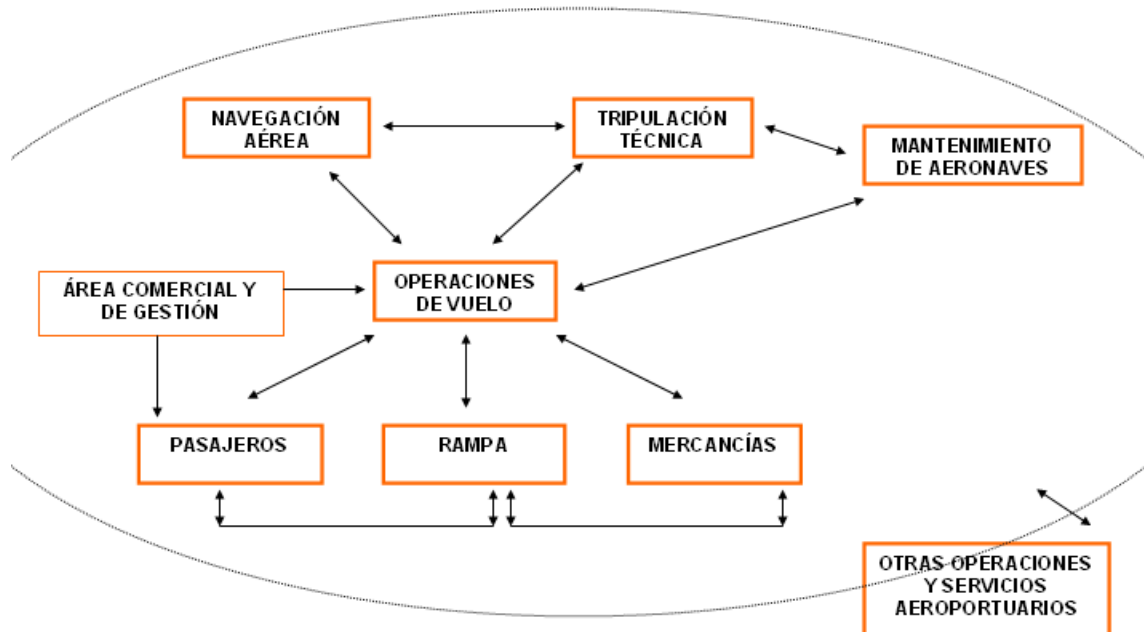 NAVEGACIÓN
AÉREA
TRIPULACIÓN
TÉCNICA
MANTENIMIENTO
DE AERONAVES
ÁREA COMERCIAL Y
DE GESTIÓN
OPERACIONES
DE VUELO
PASAJEROS
RAMPA
MERCANCÍAS
OTRAS OPERACIONES
Y SERVICIOS
AEROPORTUARIOS